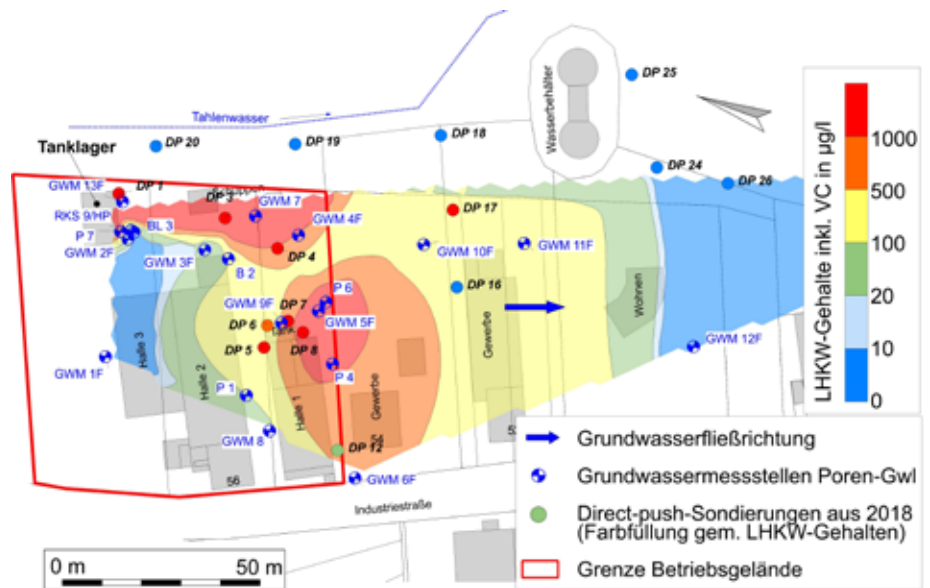 DP 25
Wasserbehälter
Tahlenwasser
DP 20
DP 19
DP 18
Tanklager
DP 24
DP 26
GWM 13F
DP 1
Schuppen
RKS 9/HP
DP 3
GWM 7
DP 17
P 7
BL 3
GWM 4F
GWM 2F
GWM 3F
DP 4
GWM 10F
GWM 11F
B 2
P 6
DP 16
Wohnen
GWM 9F
DP 7
DP 6
GWM 5F
Gewerbe
Halle 3
DP 5
DP 8
GWM 12F
GWM 1F
Halle 2
P 4
P 1
Halle 1
Gewerbe
GWM 8
DP 12
56
GWM 6F
Industriestraße
0 m
50 m
LHKW-Gehalte inkl. VC in µg/l
1000
500
100
20
10
0
Grundwasserfließrichtung
Grundwassermessstellen Poren-Gwl
Direct-push-Sondierungen aus 2018
(Farbfüllung gem. LHKW-Gehalten)
Grenze Betriebsgelände